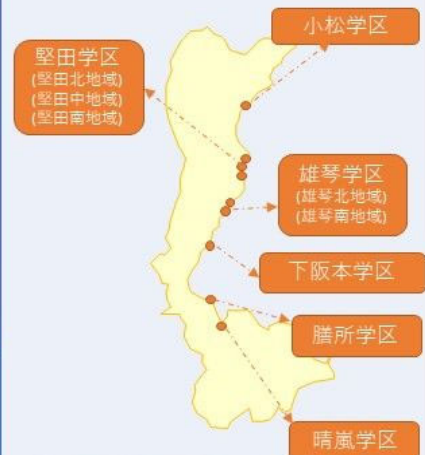 小松学区
堅田学区
(堅田北地域)
(堅田中地域)
(堅田南地域)
雄琴学区
(雄琴北地域)
(雄琴南地域)
下阪本学区
膳所学区
晴嵐学区